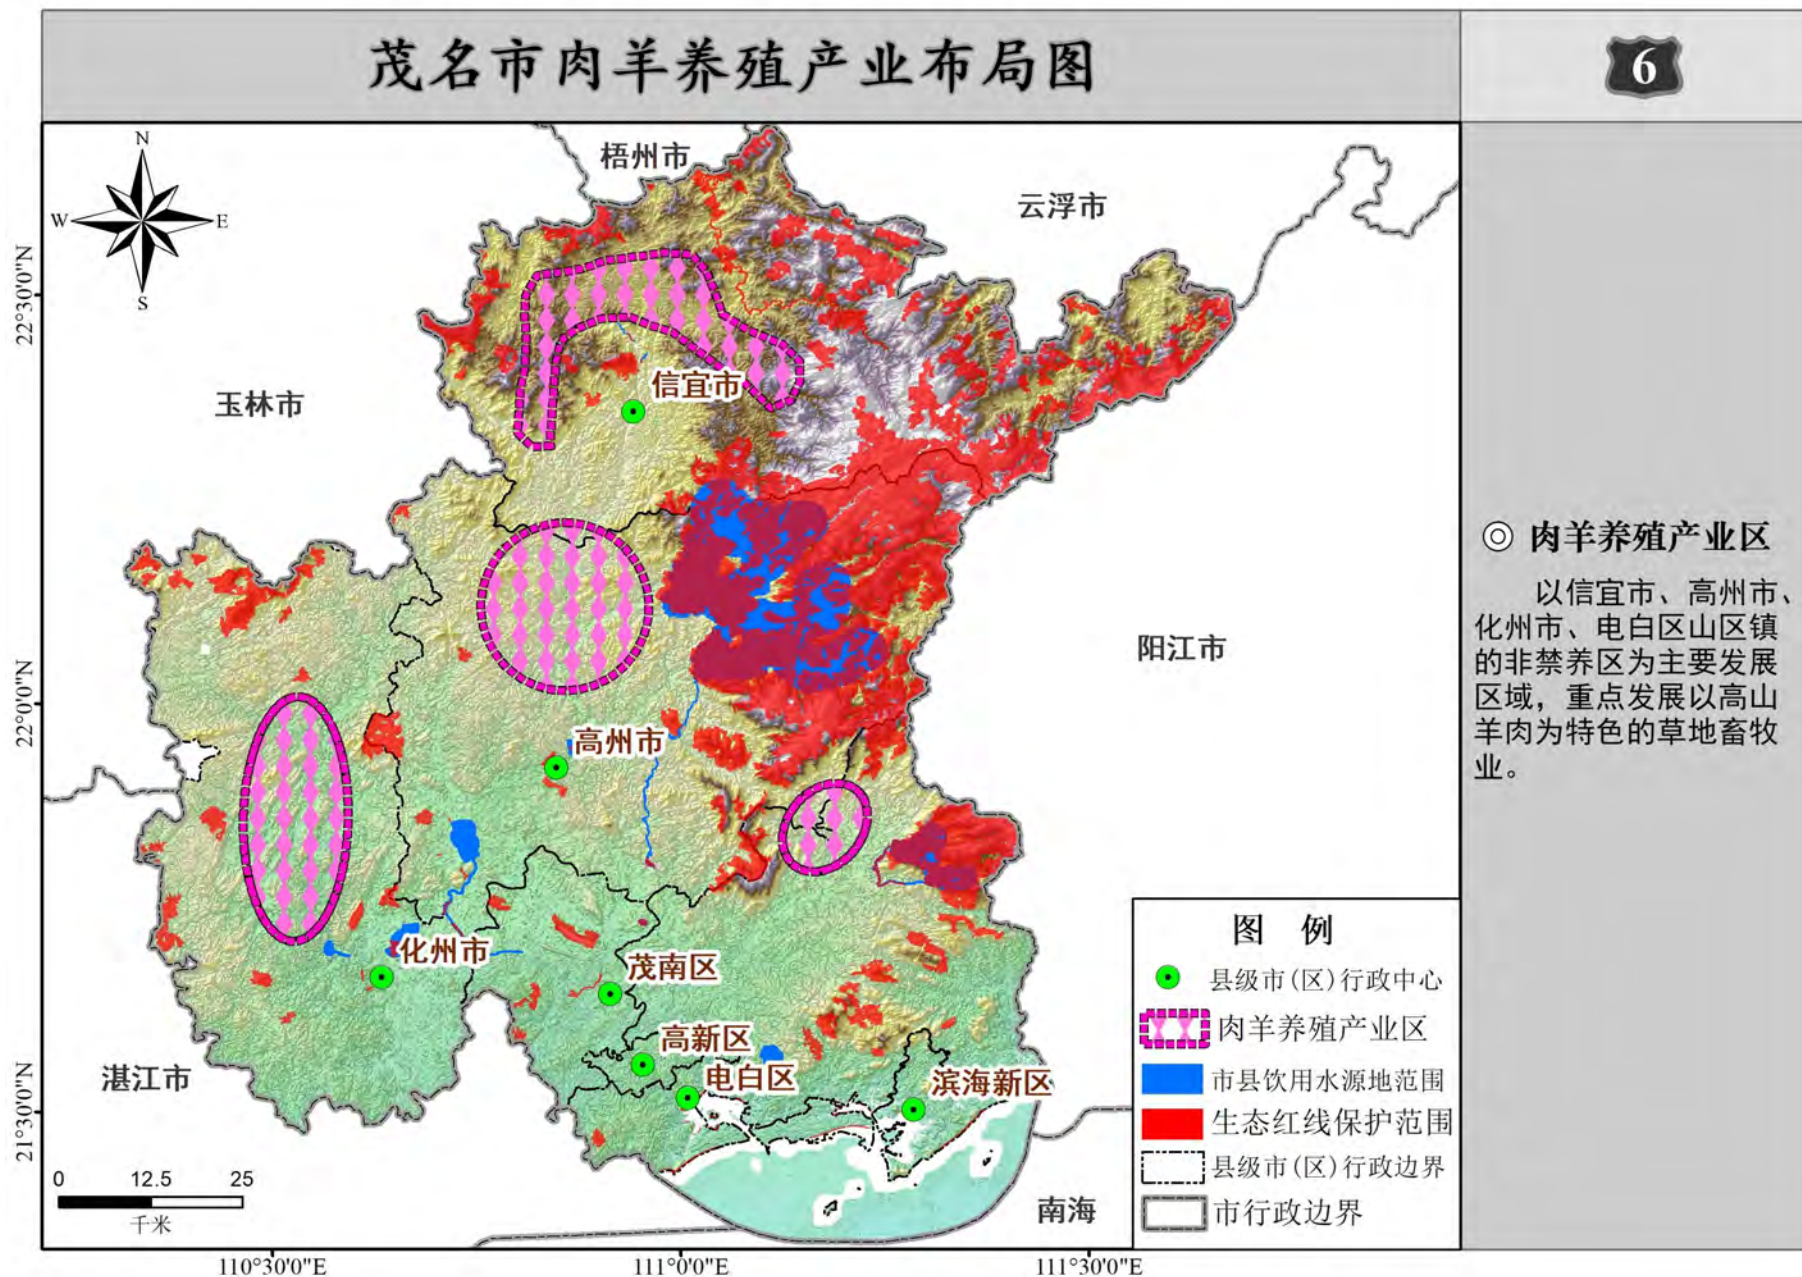 茂名市肉羊养殖产业布局图
6
N
W
E
S
梧州市
云浮市
玉林市
信宜市
阳江市
高州市
化州市
茂南区
高新区
电白区
滨海新区
湛江市
南海
22°30'0"N
22°0'0"N
21°30'0"N
110°30'0"E
111°0'0"E
111°30'0"E
0 12.5 25
千米
图 例
县级市(区)行政中心
肉羊养殖产业区
市县饮用水源地范围
生态红线保护范围
县级市(区)行政边界
市行政边界
肉羊养殖产业区
以信宜市、高州市、
化州市、电白区山区镇
的非禁养区为主要发展
区域，重点发展以高山
羊肉为特色的草地畜牧
业。